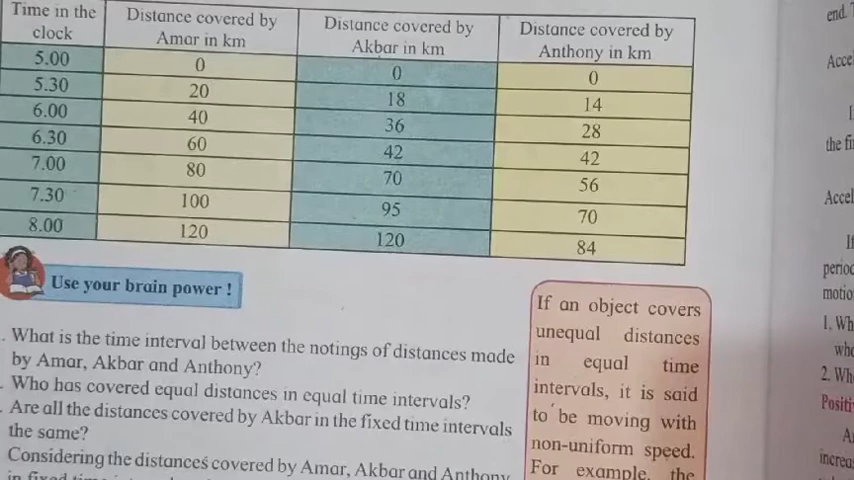 Time in the clock
Distance covered by Amar in km
Distance covered by Akbar in km
Distance covered by Anthony in km
5.00 0 0 0
5.30 20 18 14
6.00 40 36 28
6.30 60 42 42
7.00 80 70 56
7.30 100 95 70
8.00 120 120 84
Use your brain power !
. What is the time interval between the notings of distances made
by Amar, Akbar and Anthony?
. Who has covered equal distances in equal time intervals?
. Are all the distances covered by Akbar in the fixed time intervals
the same?
Considering the distances covered by Amar, Akbar and Anthony
in fixed
If an object covers
unequal distances
in equal time
intervals, it is said
to be moving with
non-uniform speed.
For example, the
end.
Acce
the fi
Accel
If
period
motio
1. Wh
who
2. Wh
Positi
A
increa